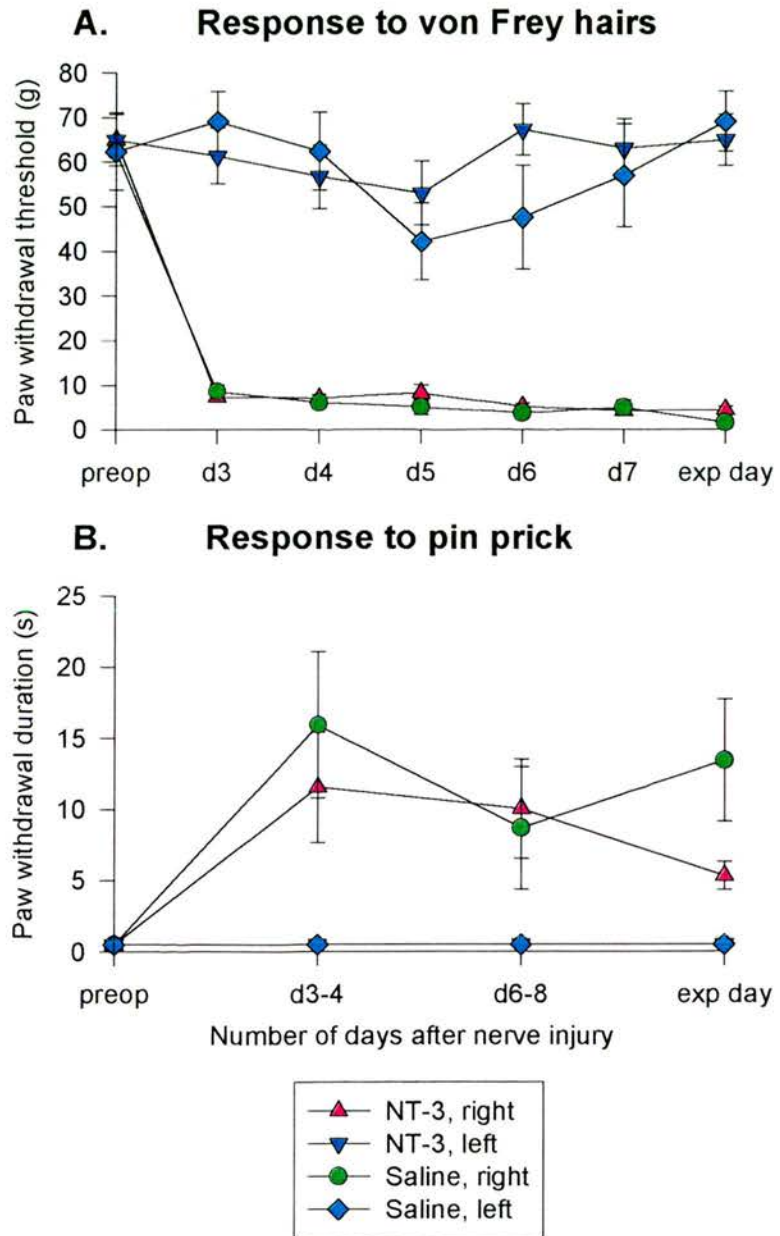 A. Response to von Frey hairs
Paw withdrawal threshold (g)
80
70
60
50
40
30
20
10
0
preop d3 d4 d5 d6 d7 exp day
B. Response to pin prick
Paw withdrawal duration (s)
25
20
15
10
5
0
preop d3-4 d6-8 exp day
Number of days after nerve injury
NT-3, right
NT-3, left
Saline, right
Saline, left